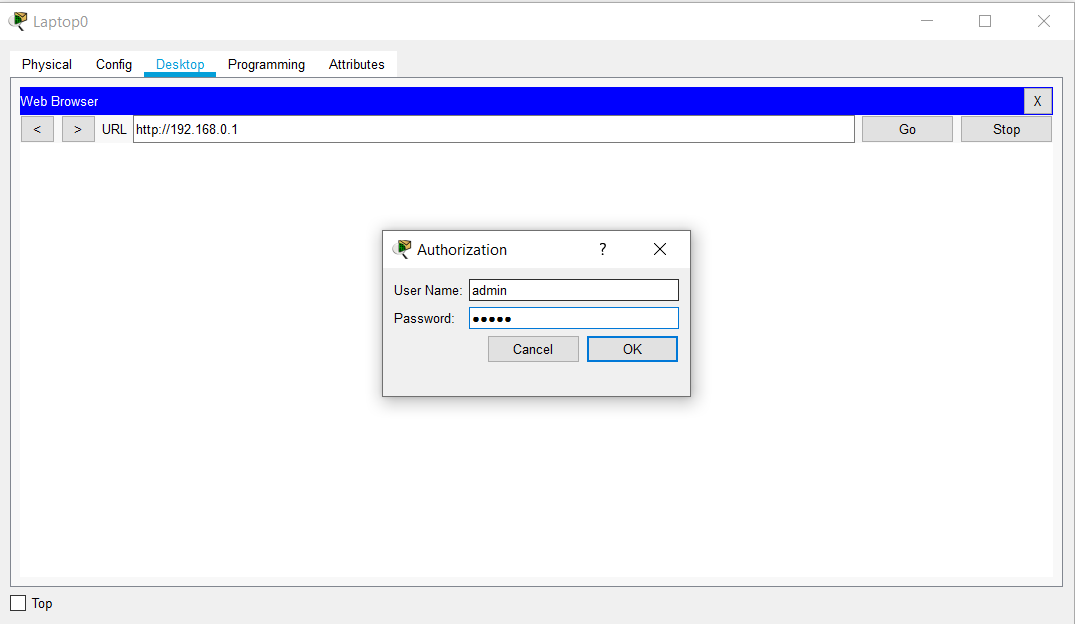 Laptop0
Physical Config Desktop Programming Attributes
Web Browser X
< > URL http://192.168.0.1 Go Stop
Authorization ?
User Name: admin
Password: •••••
Cancel OK
Top